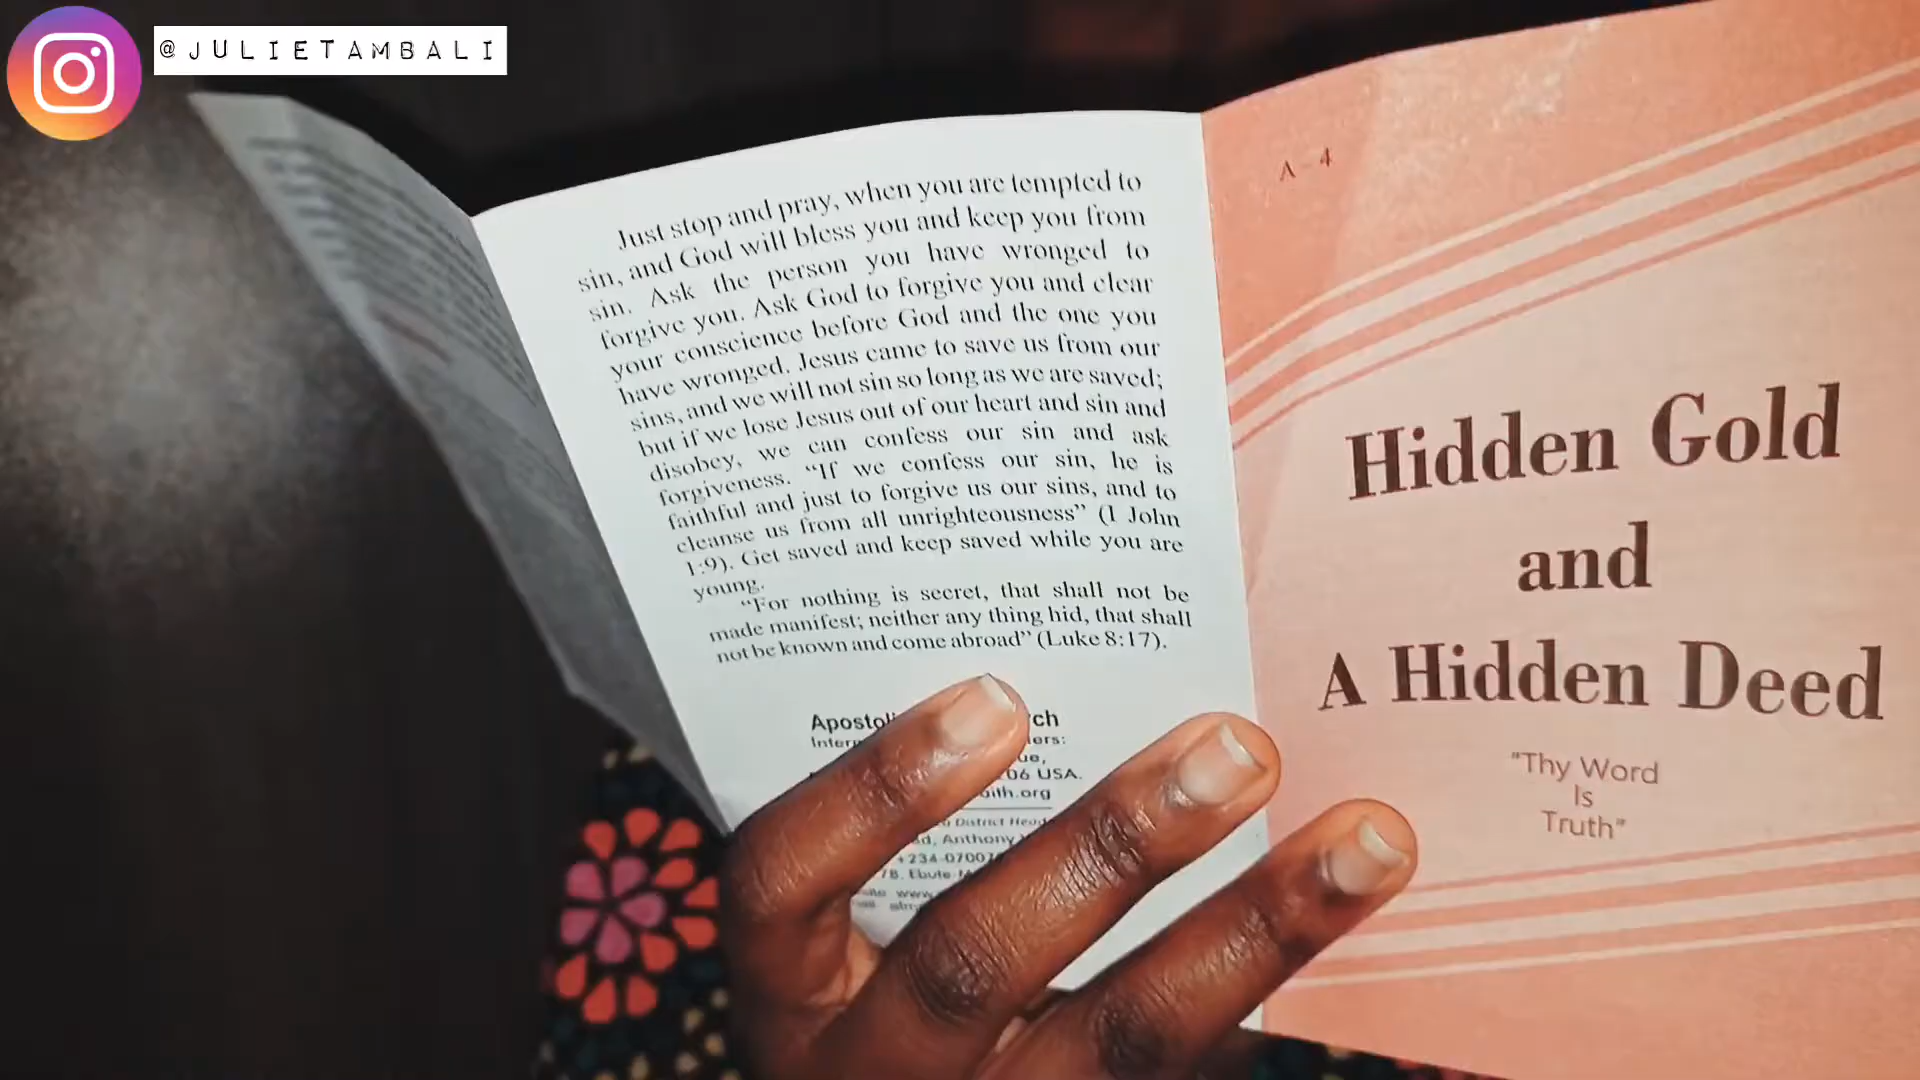 @JULIETAMBALI
Just stop and pray, when you are tempted to
sin, and God will bless you and keep you from
sin. Ask the person you have wronged to
forgive you. Ask God to forgive you and clear
your conscience before God and the one you
have wronged. Jesus came to save us from our
sins, and we will not sin so long as we are saved;
but if we lose Jesus out of our heart and sin and
disobey, we can confess our sin and ask
forgiveness. “If we confess our sin, he is
faithful and just to forgive us our sins, and to
cleanse us from all unrighteousness” (I John
1:9). Get saved and keep saved while you are
young.
“For nothing is secret, that shall not be
made manifest; neither any thing hid, that shall
not be known and come abroad” (Luke 8:17).
06 USA.
District
Anthony
+234-0700
A - 4
Hidden Gold
and
A Hidden Deed
"Thy Word
Is
Truth"